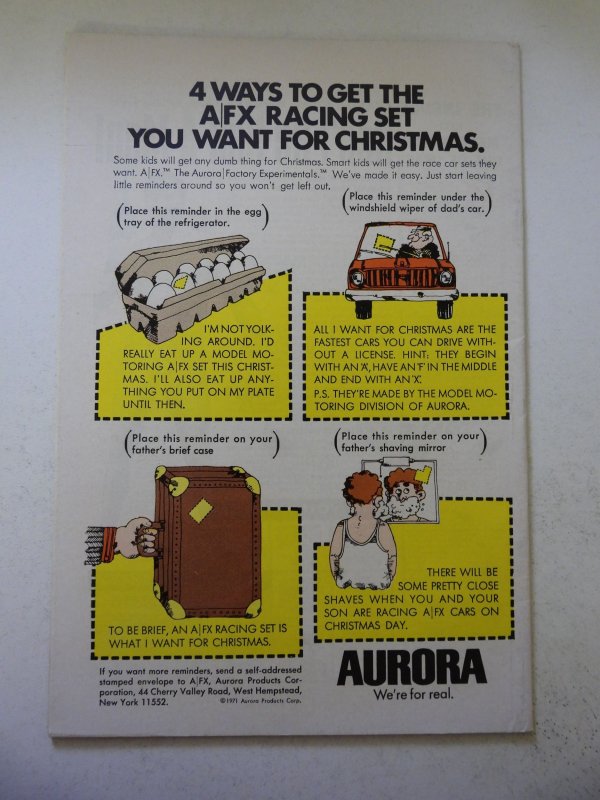 4 WAYS TO GET THE
A|FX RACING SET
YOU WANT FOR CHRISTMAS.
Some kids will get any dumb thing for Christmas. Smart kids will get the race car sets they
want. A|FX.™ The Aurora|Factory Experimentals.™ We've made it easy. Just start leaving
little reminders around so you won't get left out.
(Place this reminder in the egg
tray of the refrigerator.)
(Place this reminder under the
windshield wiper of dad's car.)
I'M NOT YOLK-
ING AROUND. I'D
REALLY EAT UP A MODEL MO-
TORING A|FX SET THIS CHRIST-
MAS. I'LL ALSO EAT UP ANY-
THING YOU PUT ON MY PLATE
UNTIL THEN.
ALL I WANT FOR CHRISTMAS ARE THE
FASTEST CARS YOU CAN DRIVE WITH-
OUT A LICENSE. HINT: THEY BEGIN
WITH AN 'A', HAVE AN 'F' IN THE MIDDLE
AND END WITH AN 'X'.
P.S. THEY'RE MADE BY THE MODEL MO-
TORING DIVISION OF AURORA.
(Place this reminder on your
father's brief case)
(Place this reminder on your
father's shaving mirror)
TO BE BRIEF, AN A|FX RACING SET IS
WHAT I WANT FOR CHRISTMAS.
THERE WILL BE
SOME PRETTY CLOSE
SHAVES WHEN YOU AND YOUR
SON ARE RACING A|FX CARS ON
CHRISTMAS DAY.
If you want more reminders, send a self-addressed
stamped envelope to A|FX, Aurora Products Cor-
poration, 44 Cherry Valley Road, West Hempstead,
New York 11552. ©1971 Aurora Products Corp.
AURORA
We're for real.